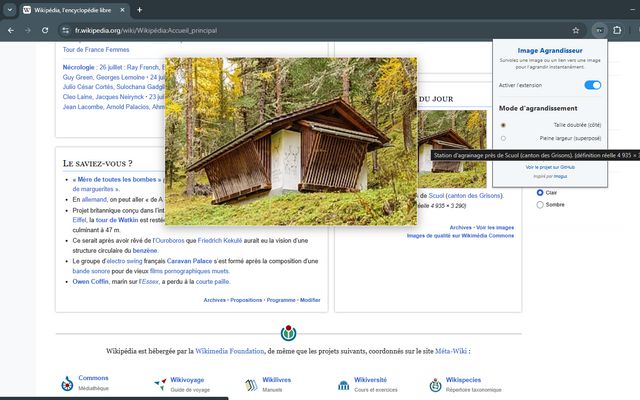 Wikipédia, l'encyclopédie libre
fr.wikipedia.org/wiki/Wikipédia:Accueil_principal
Tour de France Femmes
Nécrologie : 26 juillet : Ray French, E
Guy Green, Georges Lemoine • 24 j
Julio César Cortés, Sulochana Gadgi
Cleo Laine, Jacques Neirynck • 23 j
Jean Lacombe, Arnold Palacios, Ahm
DU JOUR
Image Agrandisseur
Survolez une image ou un lien vers une image
pour l'agrandir instantanément.
Activer l'extension
Mode d'agrandissement
Taille doublée (côté)
Pleine largeur (superposé)
Station d'agrainage près de Scuol (canton des Grisons). (définition réelle 4 935 × 3
Voir le projet sur GitHub
Inspiré par Imagus
Clair
Sombre
Le saviez-vous ?
« Mère de toutes les bombes »
de marguerites ».
En allemand, on peut aller « de A
Projet britannique conçu dans l'int
Eiffel, la tour de Watkin est resté
culminant à 47 m.
Ce serait après avoir rêvé de l'Ouroboros que Friedrich Kekulé aurait eu la vision d'une
structure circulaire du benzène.
Le groupe d'electro swing français Caravan Palace s'est formé après la composition d'une
bande sonore pour de vieux films pornographiques muets.
Owen Coffin, marin sur l'Essex, a perdu à la courte paille.
Archives • Propositions • Programme • Modifier
de Scuol (canton des Grisons).
réelle 4 935 × 3 290)
Archives • Voir les images
Images de qualité sur Wikimédia Commons
Wikipédia est hébergée par la Wikimedia Foundation, de même que les projets suivants, coordonnés sur le site Méta-Wiki :
Commons
Médiathèque
Wikivoyage
Guide de voyage
Wikilivres
Manuels
Wikiversité
Cours et exercices
Wikispecies
Répertoire taxonomique